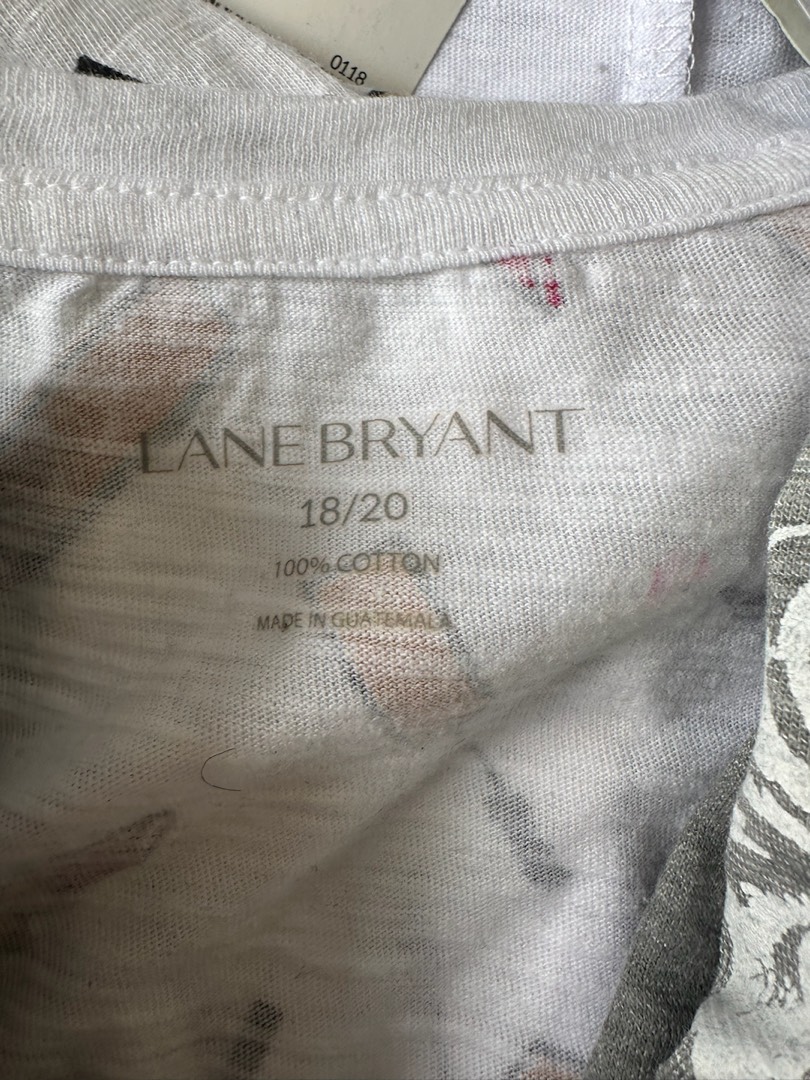 0118
LANE BRYANT
18/20
100% COTTON
MADE IN GUATEMALA